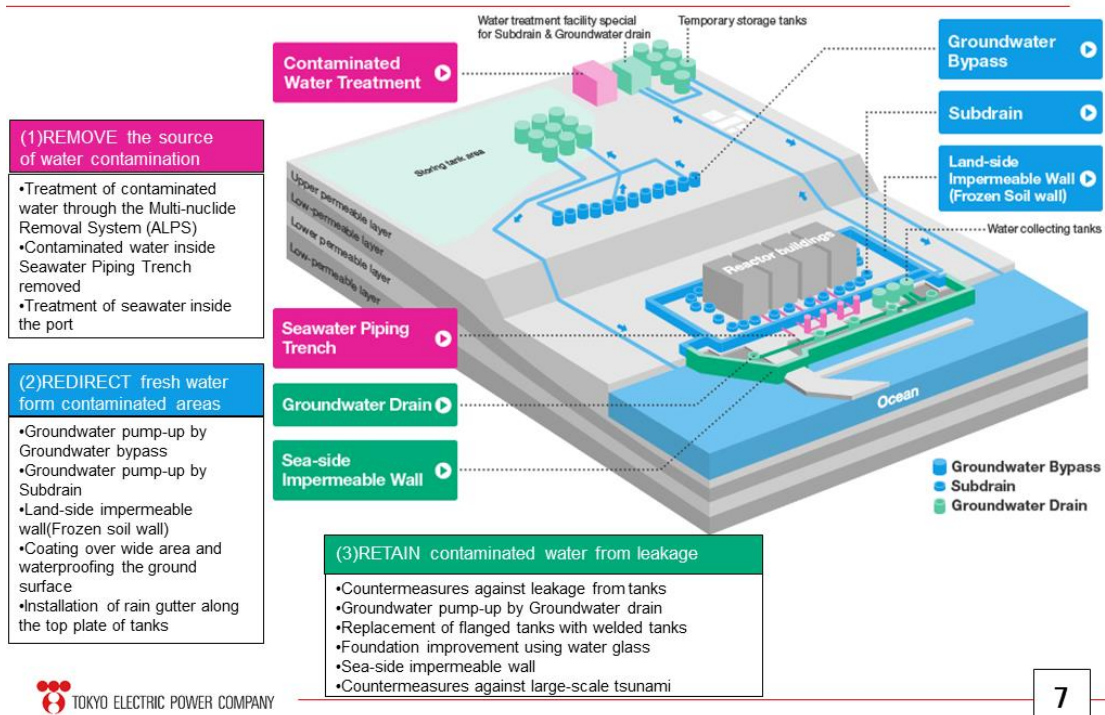 Water treatment facility special
for Subdrain & Groundwater drain
Temporary storage tanks
Contaminated
Water Treatment
Groundwater
Bypass
Subdrain
Land-side
Impermeable Wall
(Frozen Soil wall)
Water collecting tanks
Storing tank area
Upper permeable layer
Low-permeable layer
Lower permeable layer
Low-permeable layer
Reactor buildings
Ocean
Seawater Piping
Trench
Groundwater Drain
Sea-side
Impermeable Wall
Groundwater Bypass
Subdrain
Groundwater Drain
(1)REMOVE the source
of water contamination
•Treatment of contaminated
water through the Multi-nuclide
Removal System (ALPS)
•Contaminated water inside
Seawater Piping Trench
removed
•Treatment of seawater inside
the port
(2)REDIRECT fresh water
form contaminated areas
•Groundwater pump-up by
Groundwater bypass
•Groundwater pump-up by
Subdrain
•Land-side impermeable
wall(Frozen soil wall)
•Coating over wide area and
waterproofing the ground
surface
•Installation of rain gutter along
the top plate of tanks
(3)RETAIN contaminated water from leakage
•Countermeasures against leakage from tanks
•Groundwater pump-up by Groundwater drain
•Replacement of flanged tanks with welded tanks
•Foundation improvement using water glass
•Sea-side impermeable wall
•Countermeasures against large-scale tsunami
TOKYO ELECTRIC POWER COMPANY
7